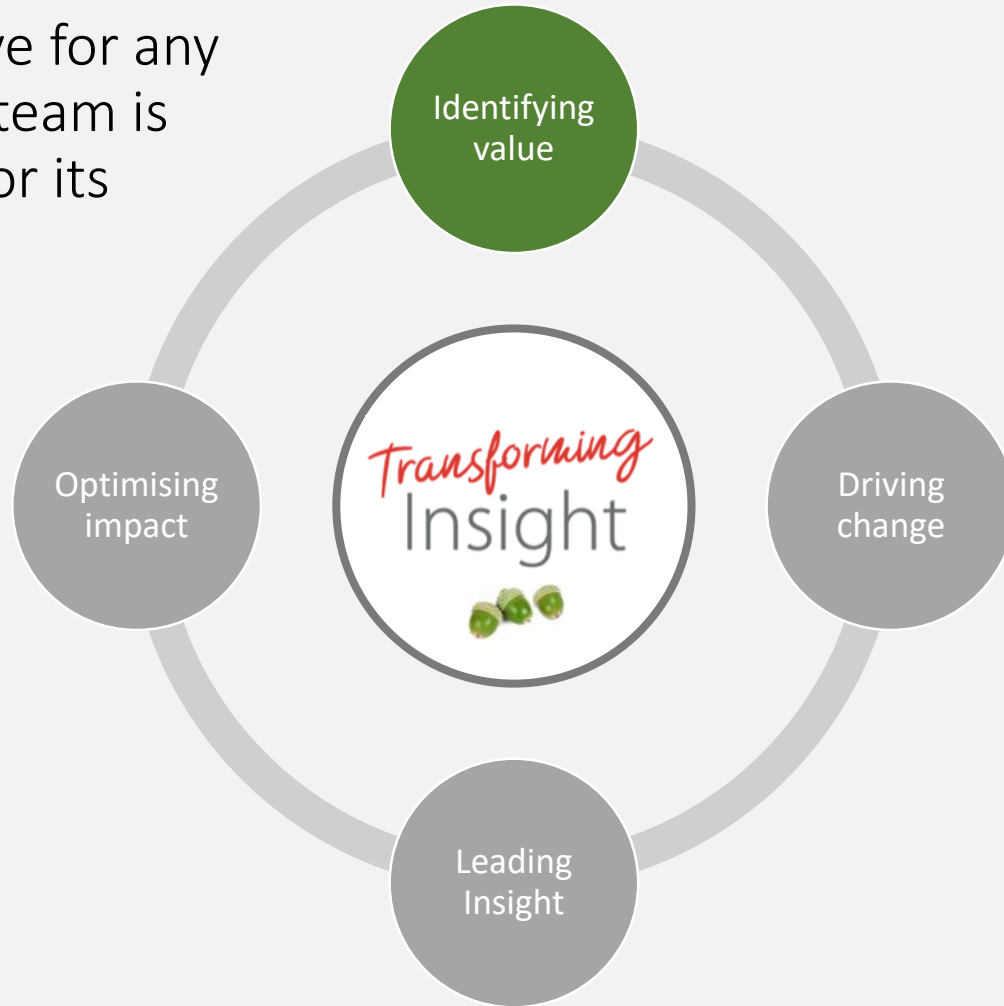 ve for any
team is
or its
Identifying
value
Optimising
impact
Transforming
Insight
Driving
change
Leading
Insight